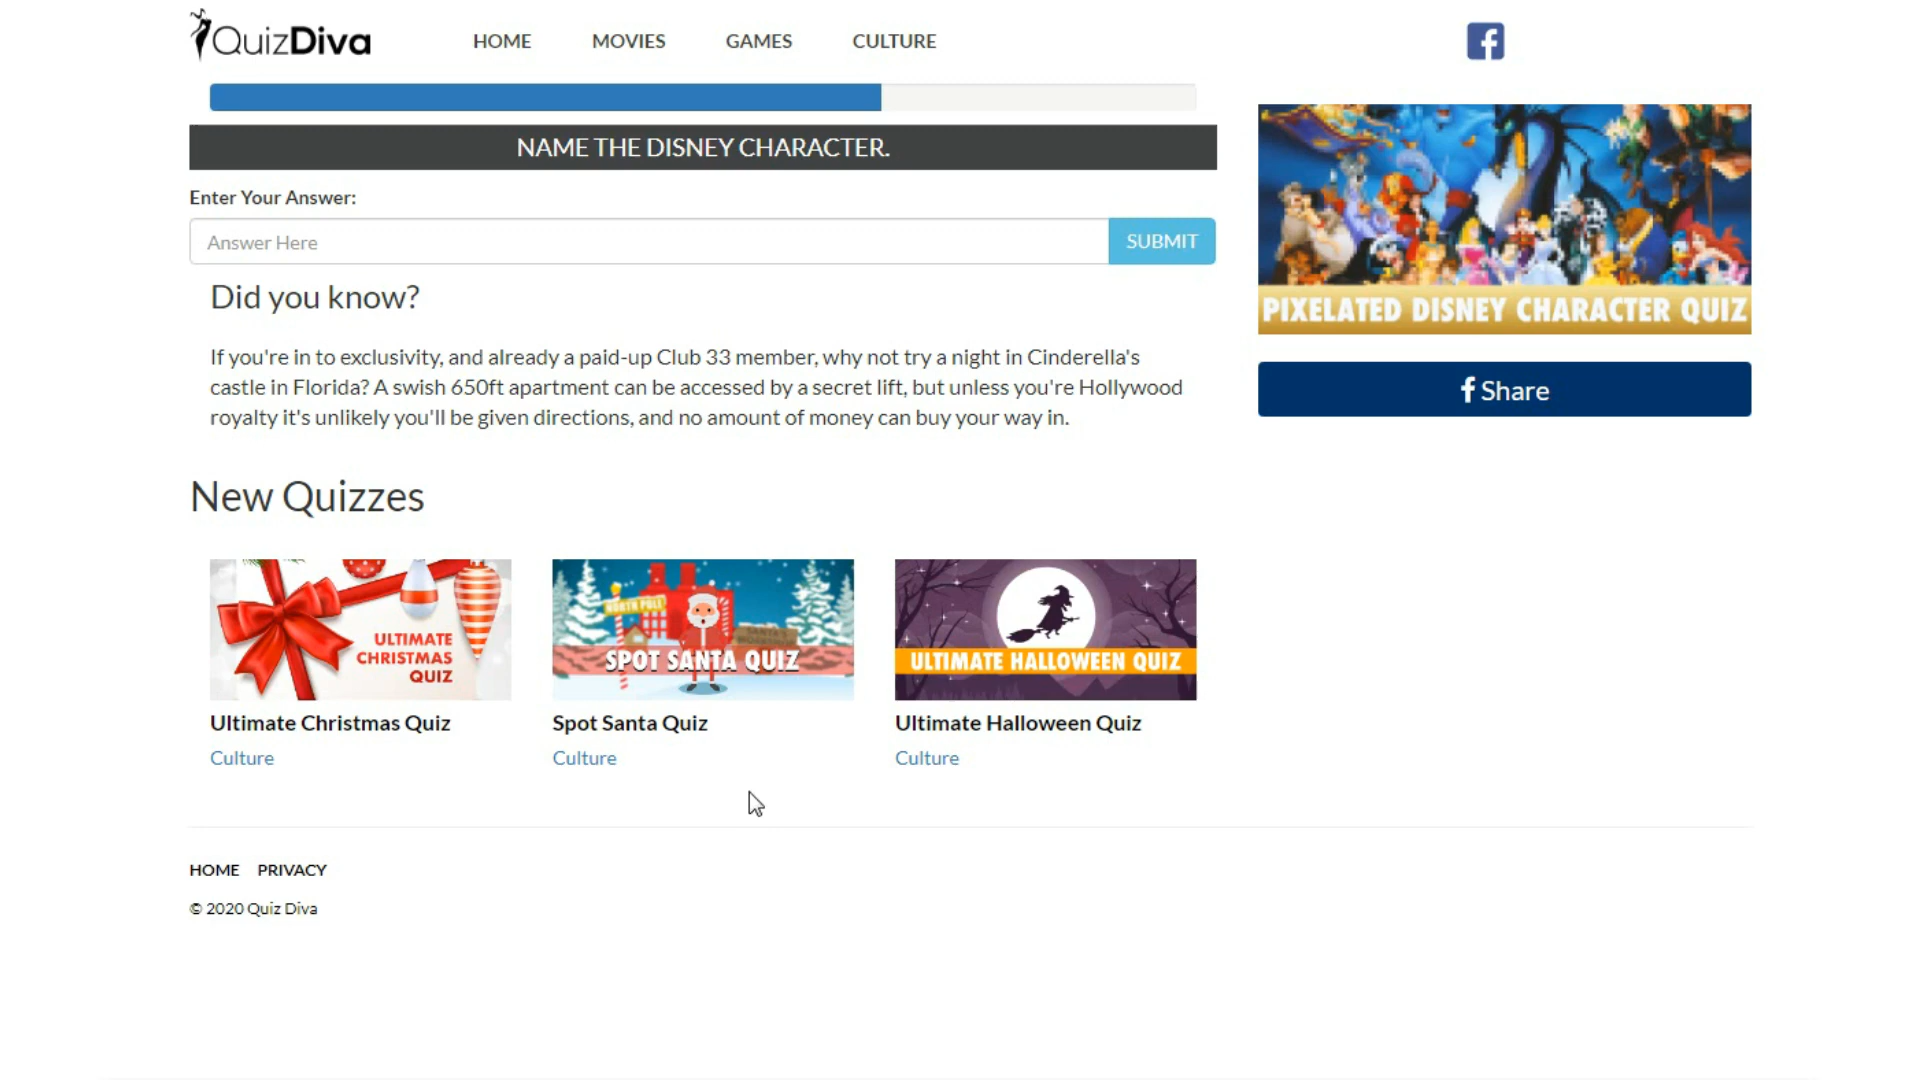 QuizDiva
HOME MOVIES GAMES CULTURE
NAME THE DISNEY CHARACTER.
Enter Your Answer:
Answer Here
SUBMIT
Did you know?
If you're in to exclusivity, and already a paid-up Club 33 member, why not try a night in Cinderella's
castle in Florida? A swish 650ft apartment can be accessed by a secret lift, but unless you're Hollywood
royalty it's unlikely you'll be given directions, and no amount of money can buy your way in.
PIXELATED DISNEY CHARACTER QUIZ
Share
New Quizzes
ULTIMATE
CHRISTMAS
QUIZ
NORTH POLE
SANTA'S
WORKSHOP
SPOT SANTA QUIZ
ULTIMATE HALLOWEEN QUIZ
Ultimate Christmas Quiz
Culture
Spot Santa Quiz
Culture
Ultimate Halloween Quiz
Culture
HOME PRIVACY
© 2020 Quiz Diva